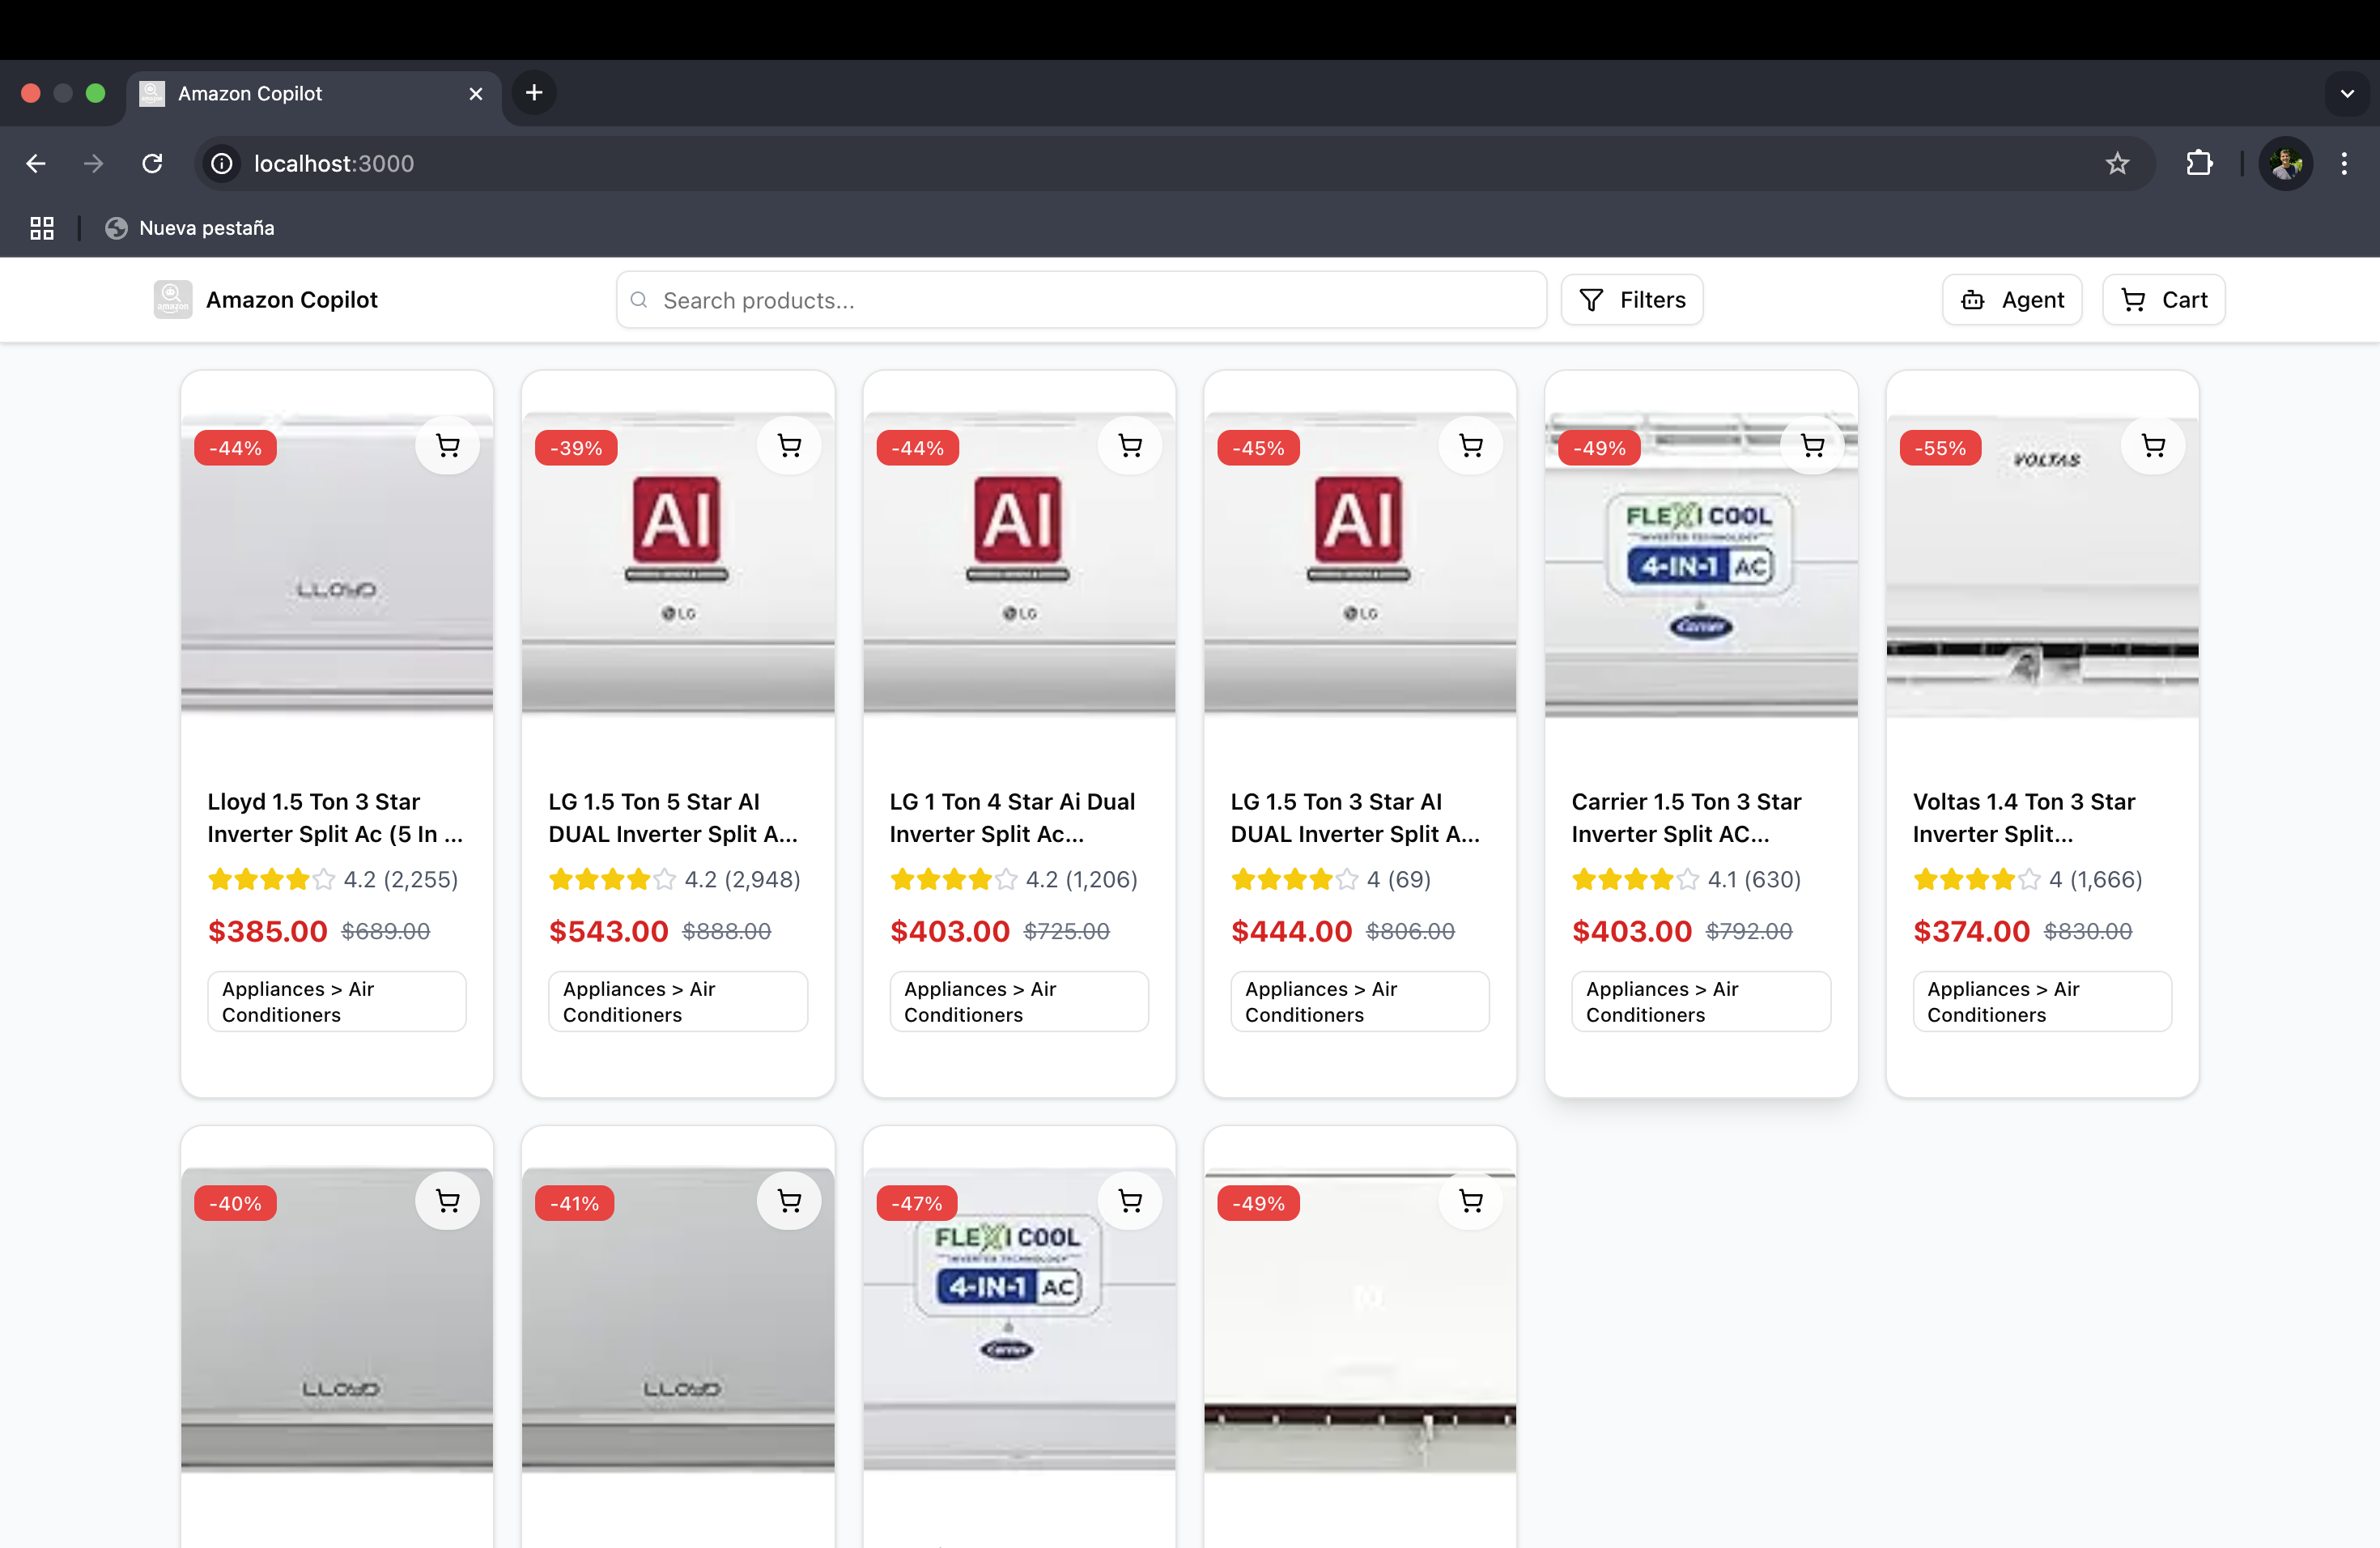 Amazon Copilot
localhost:3000
Nueva pestaña
amazon
Amazon Copilot
Search products...
Filters
Agent
Cart
-44%
LLOYD
Lloyd 1.5 Ton 3 Star
Inverter Split Ac (5 In ...
4.2 (2,255)
$385.00 $689.00
Appliances > Air
Conditioners
-39%
AI
LG
LG 1.5 Ton 5 Star AI
DUAL Inverter Split A...
4.2 (2,948)
$543.00 $888.00
Appliances > Air
Conditioners
-44%
AI
LG
LG 1 Ton 4 Star Ai Dual
Inverter Split Ac...
4.2 (1,206)
$403.00 $725.00
Appliances > Air
Conditioners
-45%
AI
LG
LG 1.5 Ton 3 Star AI
DUAL Inverter Split A...
4 (69)
$444.00 $806.00
Appliances > Air
Conditioners
-49%
FLEXI COOL
INVERTER TECHNOLOGY
4-IN-1 AC
Carrier
Carrier 1.5 Ton 3 Star
Inverter Split AC...
4.1 (630)
$403.00 $792.00
Appliances > Air
Conditioners
-55%
VOLTAS
Voltas 1.4 Ton 3 Star
Inverter Split...
4 (1,666)
$374.00 $830.00
Appliances > Air
Conditioners
-40%
LLOYD
-41%
LLOYD
-47%
FLEXI COOL
INVERTER TECHNOLOGY
4-IN-1 AC
Carrier
-49%